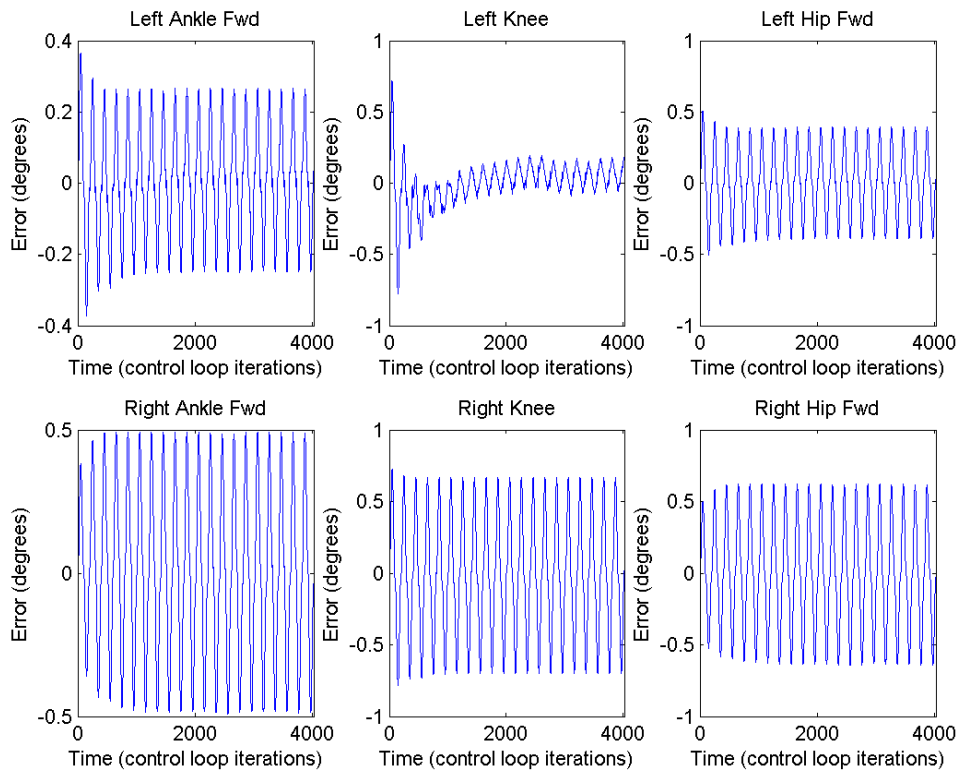 Left Ankle Fwd
0.4
0.2
0
-0.2
-0.4
Error (degrees)
0 2000 4000
Time (control loop iterations)
Left Knee
1
0.5
0
-0.5
-1
Error (degrees)
0 2000 4000
Time (control loop iterations)
Left Hip Fwd
1
0.5
0
-0.5
-1
Error (degrees)
0 2000 4000
Time (control loop iterations)
Right Ankle Fwd
0.5
0
-0.5
Error (degrees)
0 2000 4000
Time (control loop iterations)
Right Knee
1
0.5
0
-0.5
-1
Error (degrees)
0 2000 4000
Time (control loop iterations)
Right Hip Fwd
1
0.5
0
-0.5
-1
Error (degrees)
0 2000 4000
Time (control loop iterations)